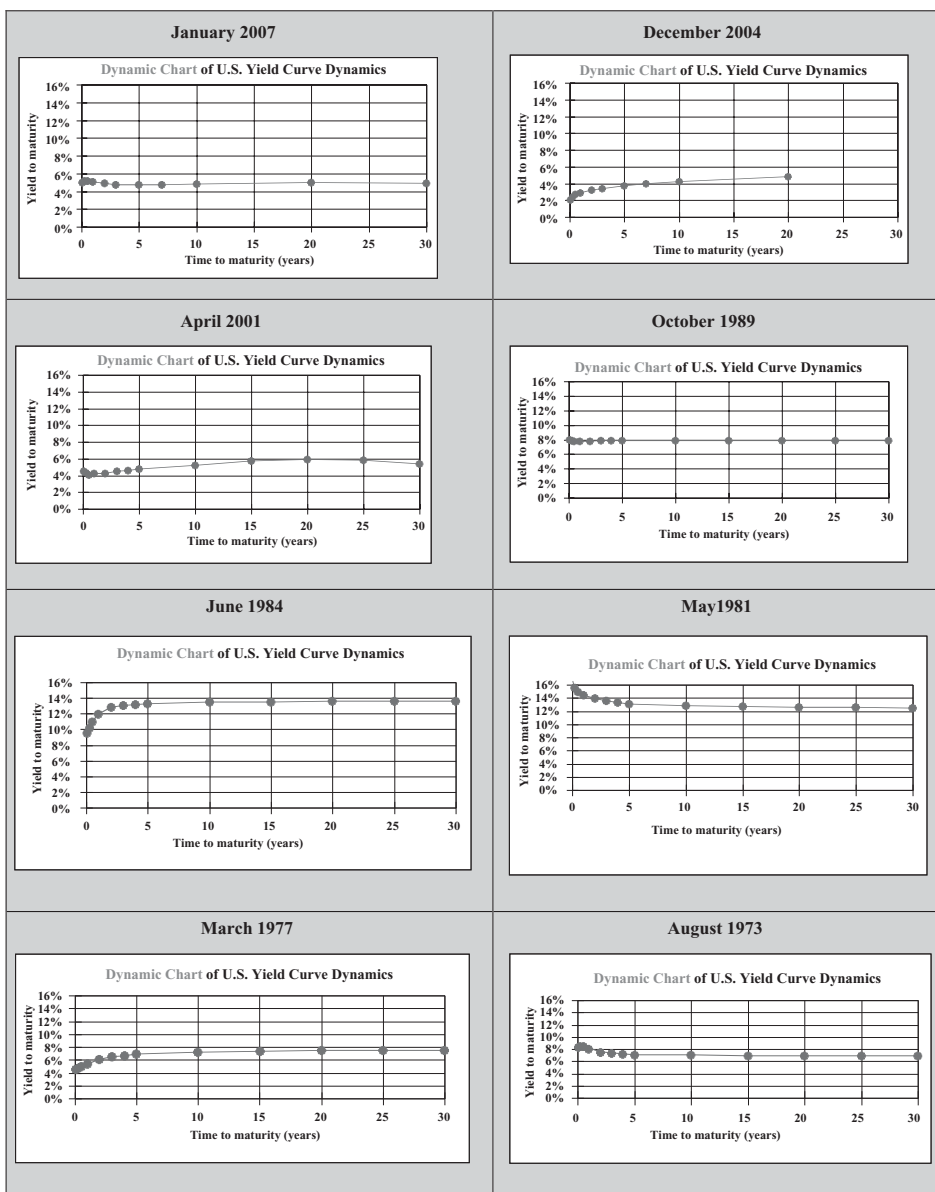 January 2007
Dynamic Chart of U.S. Yield Curve Dynamics
Yield to maturity
16%
14%
12%
10%
8%
6%
4%
2%
0%
0 5 10 15 20 25 30
Time to maturity (years)
December 2004
Dynamic Chart of U.S. Yield Curve Dynamics
Yield to maturity
16%
14%
12%
10%
8%
6%
4%
2%
0%
0 5 10 15 20 25 30
Time to maturity (years)
April 2001
Dynamic Chart of U.S. Yield Curve Dynamics
Yield to maturity
16%
14%
12%
10%
8%
6%
4%
2%
0%
0 5 10 15 20 25 30
Time to maturity (years)
October 1989
Dynamic Chart of U.S. Yield Curve Dynamics
Yield to maturity
16%
14%
12%
10%
8%
6%
4%
2%
0%
0 5 10 15 20 25 30
Time to maturity (years)
June 1984
Dynamic Chart of U.S. Yield Curve Dynamics
Yield to maturity
16%
14%
12%
10%
8%
6%
4%
2%
0%
0 5 10 15 20 25 30
Time to maturity (years)
May1981
Dynamic Chart of U.S. Yield Curve Dynamics
Yield to maturity
16%
14%
12%
10%
8%
6%
4%
2%
0%
0 5 10 15 20 25 30
Time to maturity (years)
March 1977
Dynamic Chart of U.S. Yield Curve Dynamics
Yield to maturity
16%
14%
12%
10%
8%
6%
4%
2%
0%
0 5 10 15 20 25 30
Time to maturity (years)
August 1973
Dynamic Chart of U.S. Yield Curve Dynamics
Yield to maturity
16%
14%
12%
10%
8%
6%
4%
2%
0%
0 5 10 15 20 25 30
Time to maturity (years)